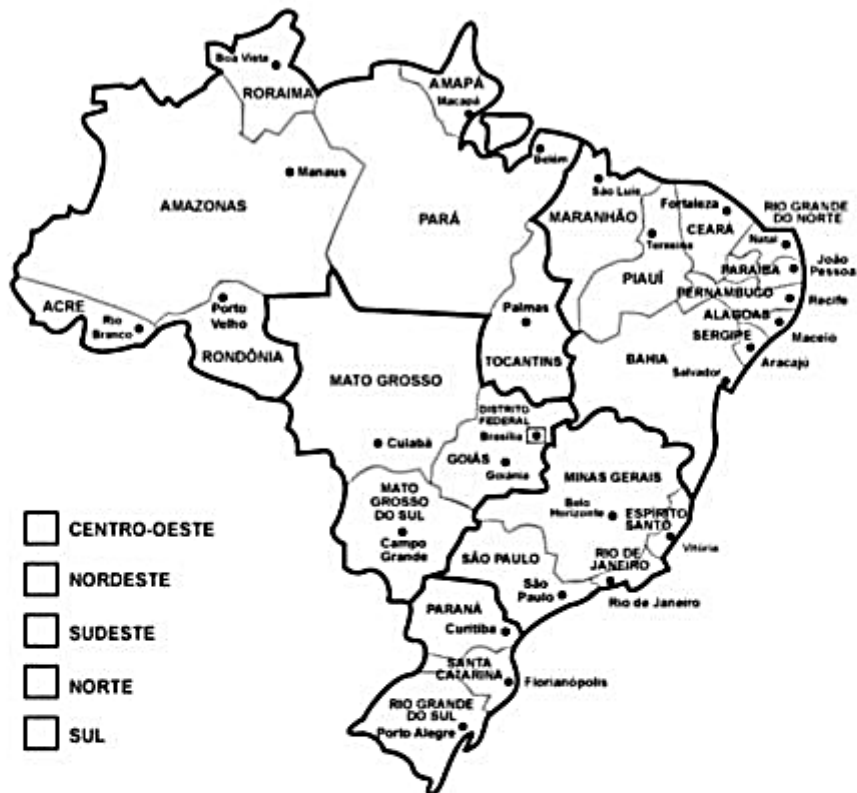 Boa Vista
RORAIMA
AMAPÁ
Macapá
Belém
Manaus
AMAZONAS
PARÁ
São Luís
MARANHÃO
Fortaleza
CEARÁ
RIO GRANDE
DO NORTE
Natal
Teresina
PIAUÍ
PARAÍBA
João
Pessoa
PERNAMBUCO
Recife
ALAGOAS
Maceió
SERGIPE
Aracajú
BAHIA
Salvador
ACRE
Rio
Branco
Porto
Velho
RONDÔNIA
Palmas
TOCANTINS
MATO GROSSO
Cuiabá
DISTRITO
FEDERAL
Brasília
GOIÁS
Goiânia
MATO
GROSSO
DO SUL
Campo
Grande
MINAS GERAIS
Belo
Horizonte
ESPÍRITO
SANTO
Vitória
SÃO PAULO
São
Paulo
RIO DE
JANEIRO
Rio de Janeiro
PARANÁ
Curitiba
SANTA
CATARINA
Florianópolis
RIO GRANDE
DO SUL
Porto Alegre
CENTRO-OESTE
NORDESTE
SUDESTE
NORTE
SUL